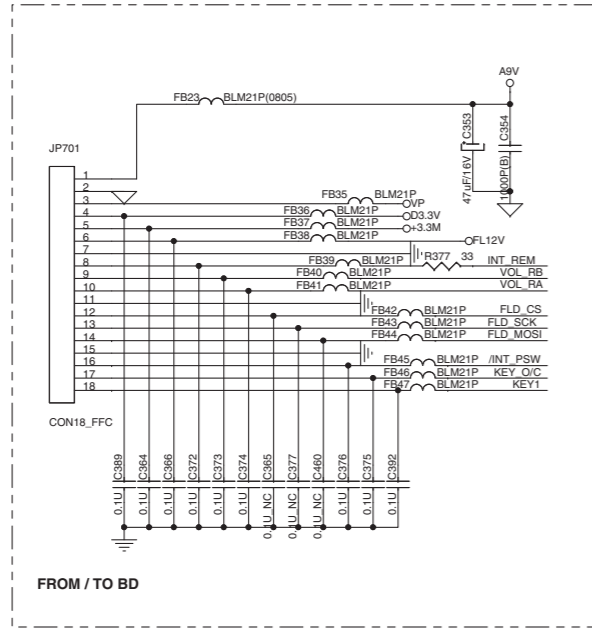 A9V
FB23 BLM21P(0805)
C353
47uF/16V
C354
1000P(B)
JP701
1
2
3
FB35 BLM21P
VP
4
FB36 BLM21P
D3.3V
5
FB37 BLM21P
+3.3M
6
FB38 BLM21P
FL12V
7
8
FB39 BLM21P
R377 33
INT_REM
9
FB40 BLM21P
VOL_RB
10
FB41 BLM21P
VOL_RA
11
12
FB42 BLM21P
FLD_CS
13
FB43 BLM21P
FLD_SCK
14
FB44 BLM21P
FLD_MOSI
15
16
FB45 BLM21P
/INT_PSW
17
FB46 BLM21P
KEY_O/C
18
FB47 BLM21P
KEY1
CON18_FFC
0.1U C389
0.1U C364
0.1U C366
0.1U C372
0.1U C373
0.1U C374
0.1U_NC C365
0.1U_NC C377
0.1U_NC C460
0.1U C376
0.1U C375
0.1U C392
FROM / TO BD